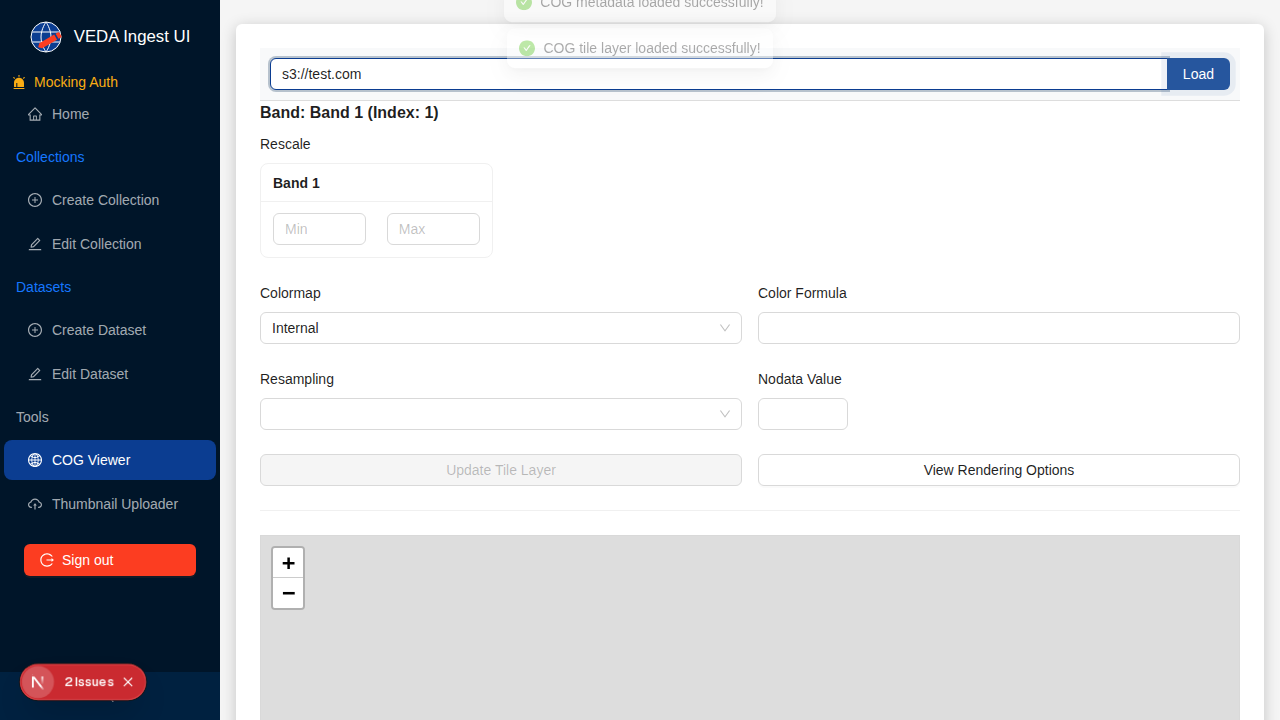 VEDA Ingest UI
Mocking Auth
Home
Collections
Create Collection
Edit Collection
Datasets
Create Dataset
Edit Dataset
Tools
COG Viewer
Thumbnail Uploader
Sign out
2 Issues
COG metadata loaded successfully!
COG tile layer loaded successfully!
s3://test.com
Load
Band: Band 1 (Index: 1)
Rescale
Band 1
Min
Max
Colormap
Color Formula
Internal
Resampling
Nodata Value
Update Tile Layer
View Rendering Options
+
−